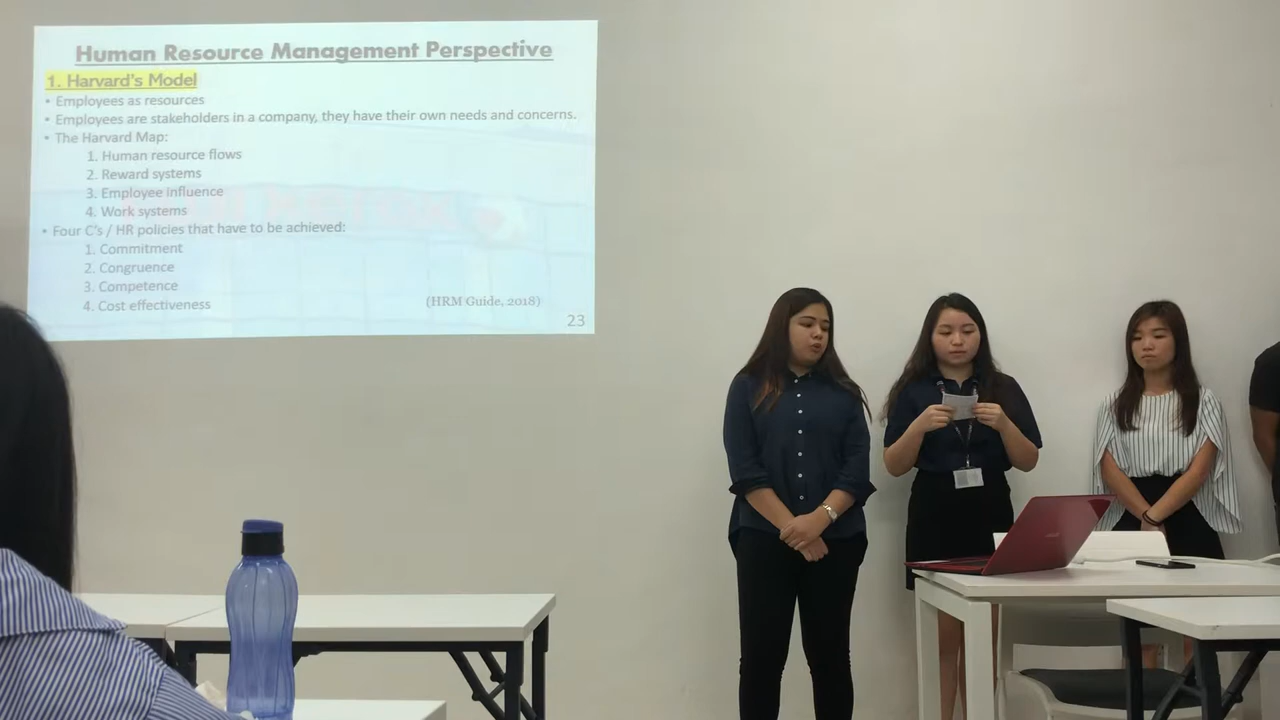 Human Resource Management Perspective
1. Harvard's Model
• Employees as resources
• Employees are stakeholders in a company, they have their own needs and concerns.
• The Harvard Map:
1. Human resource flows
2. Reward systems
3. Employee influence
4. Work systems
• Four C's / HR policies that have to be achieved:
1. Commitment
2. Congruence
3. Competence
4. Cost effectiveness
(HRM Guide, 2018)
23